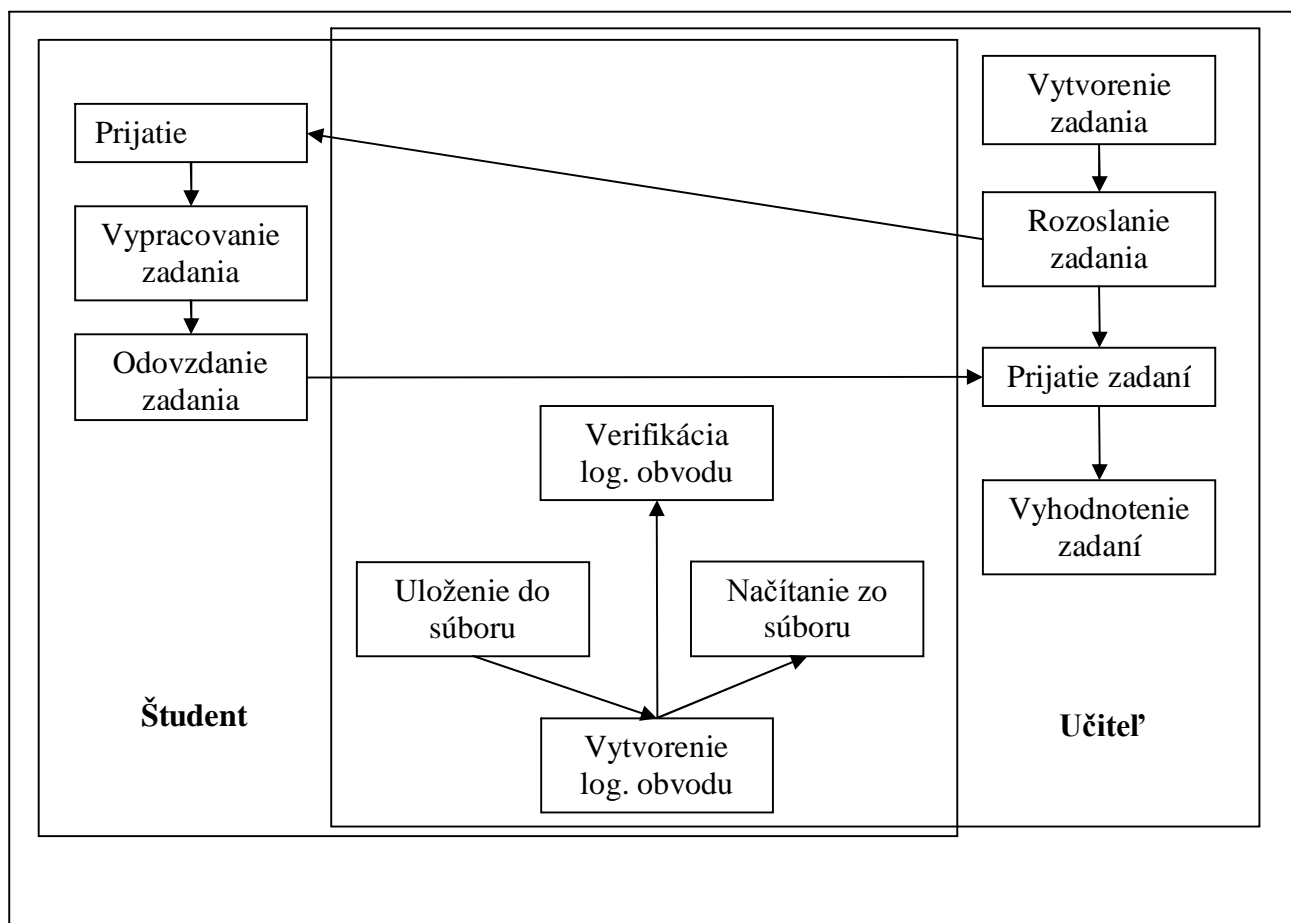 Vytvorenie
zadania
Prijatie
Vypracovanie
zadania
Rozoslanie
zadania
Odovzdanie
zadania
Prijatie zadaní
Verifikácia
log. obvodu
Vyhodnotenie
zadaní
Uloženie do
súboru
Načítanie zo
súboru
Študent
Učiteľ
Vytvorenie
log. obvodu